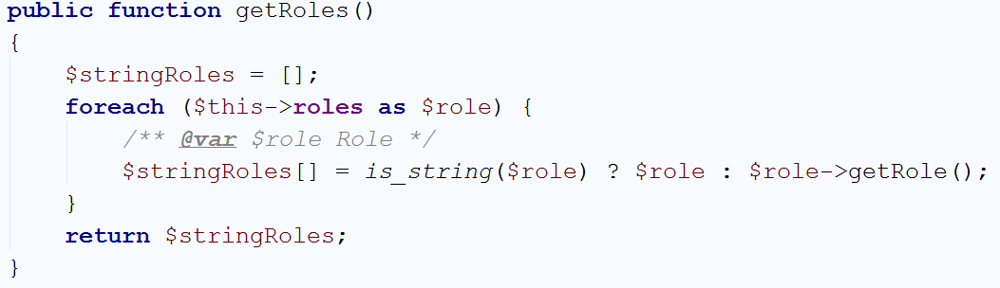 public function getRoles()
{
    $stringRoles = [];
    foreach ($this->roles as $role) {
        /** @var $role Role */
        $stringRoles[] = is_string($role) ? $role : $role->getRole();
    }
    return $stringRoles;
}